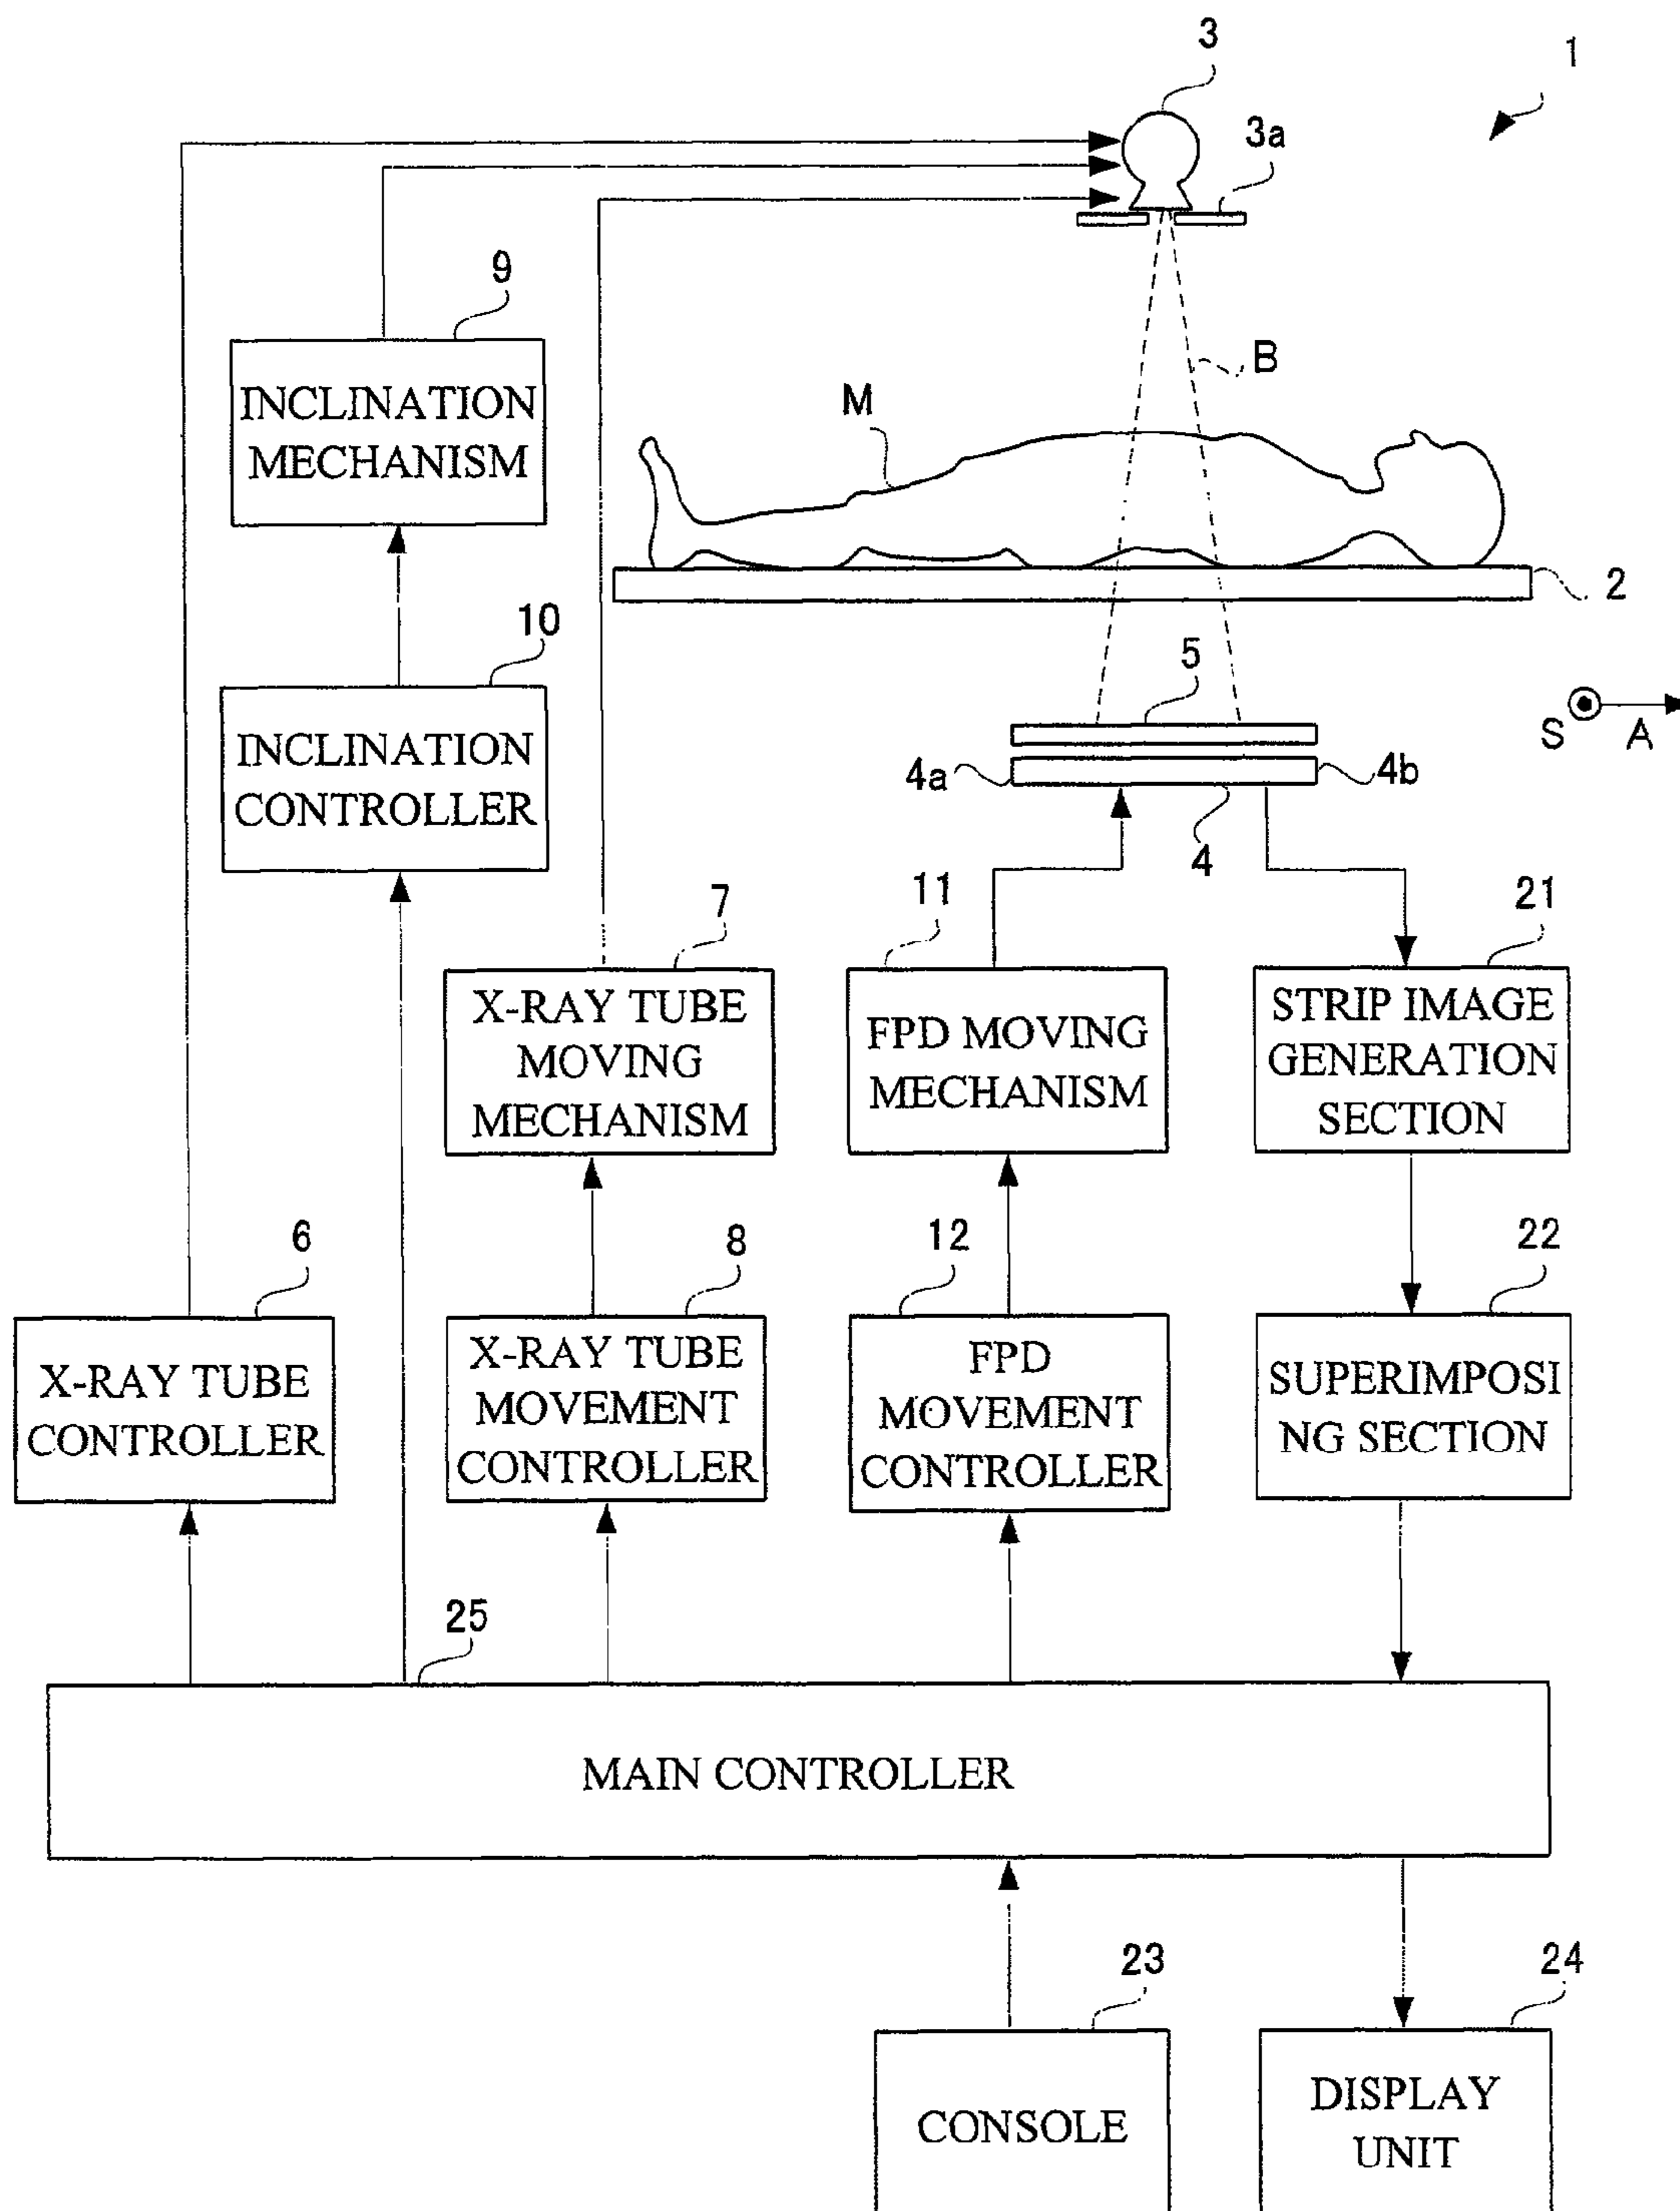 3
1
3a
9
INCLINATION
MECHANISM
B
M
2
10
INCLINATION
CONTROLLER
5
S A
4a 4b
4
7
X-RAY TUBE
MOVING
MECHANISM
11
FPD MOVING
MECHANISM
21
STRIP IMAGE
GENERATION
SECTION
6
X-RAY TUBE
CONTROLLER
8
X-RAY TUBE
MOVEMENT
CONTROLLER
12
FPD
MOVEMENT
CONTROLLER
22
SUPERIMPOSI
NG SECTION
25
MAIN CONTROLLER
23
CONSOLE
24
DISPLAY
UNIT